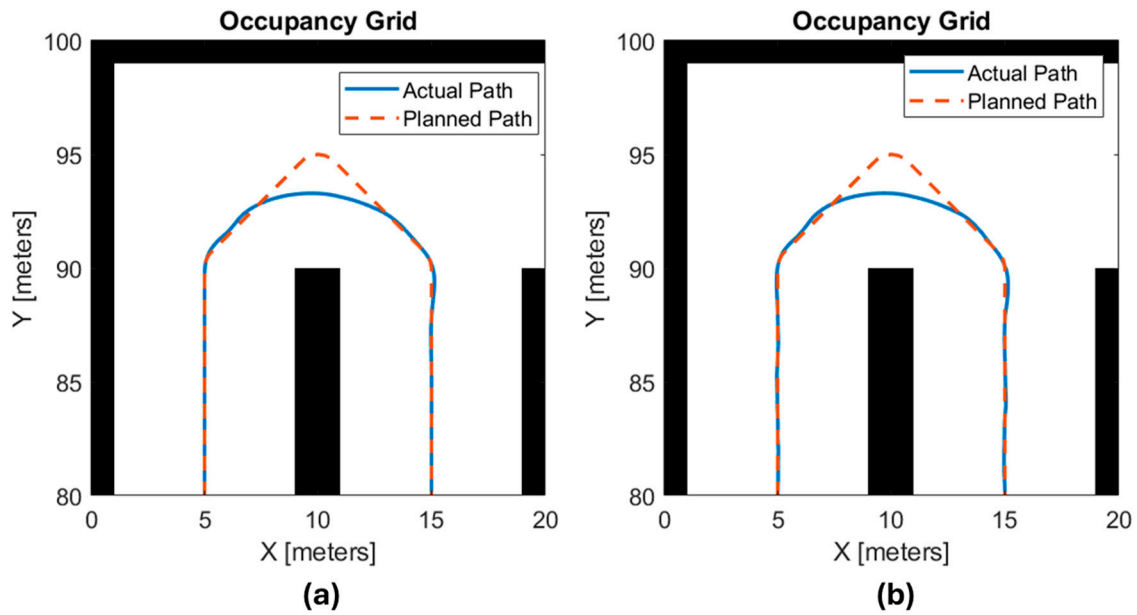 Occupancy Grid
100
95
90
85
80
Y [meters]
Actual Path
Planned Path
0 5 10 15 20
X [meters]
(a)
Occupancy Grid
100
95
90
85
80
Y [meters]
Actual Path
Planned Path
0 5 10 15 20
X [meters]
(b)